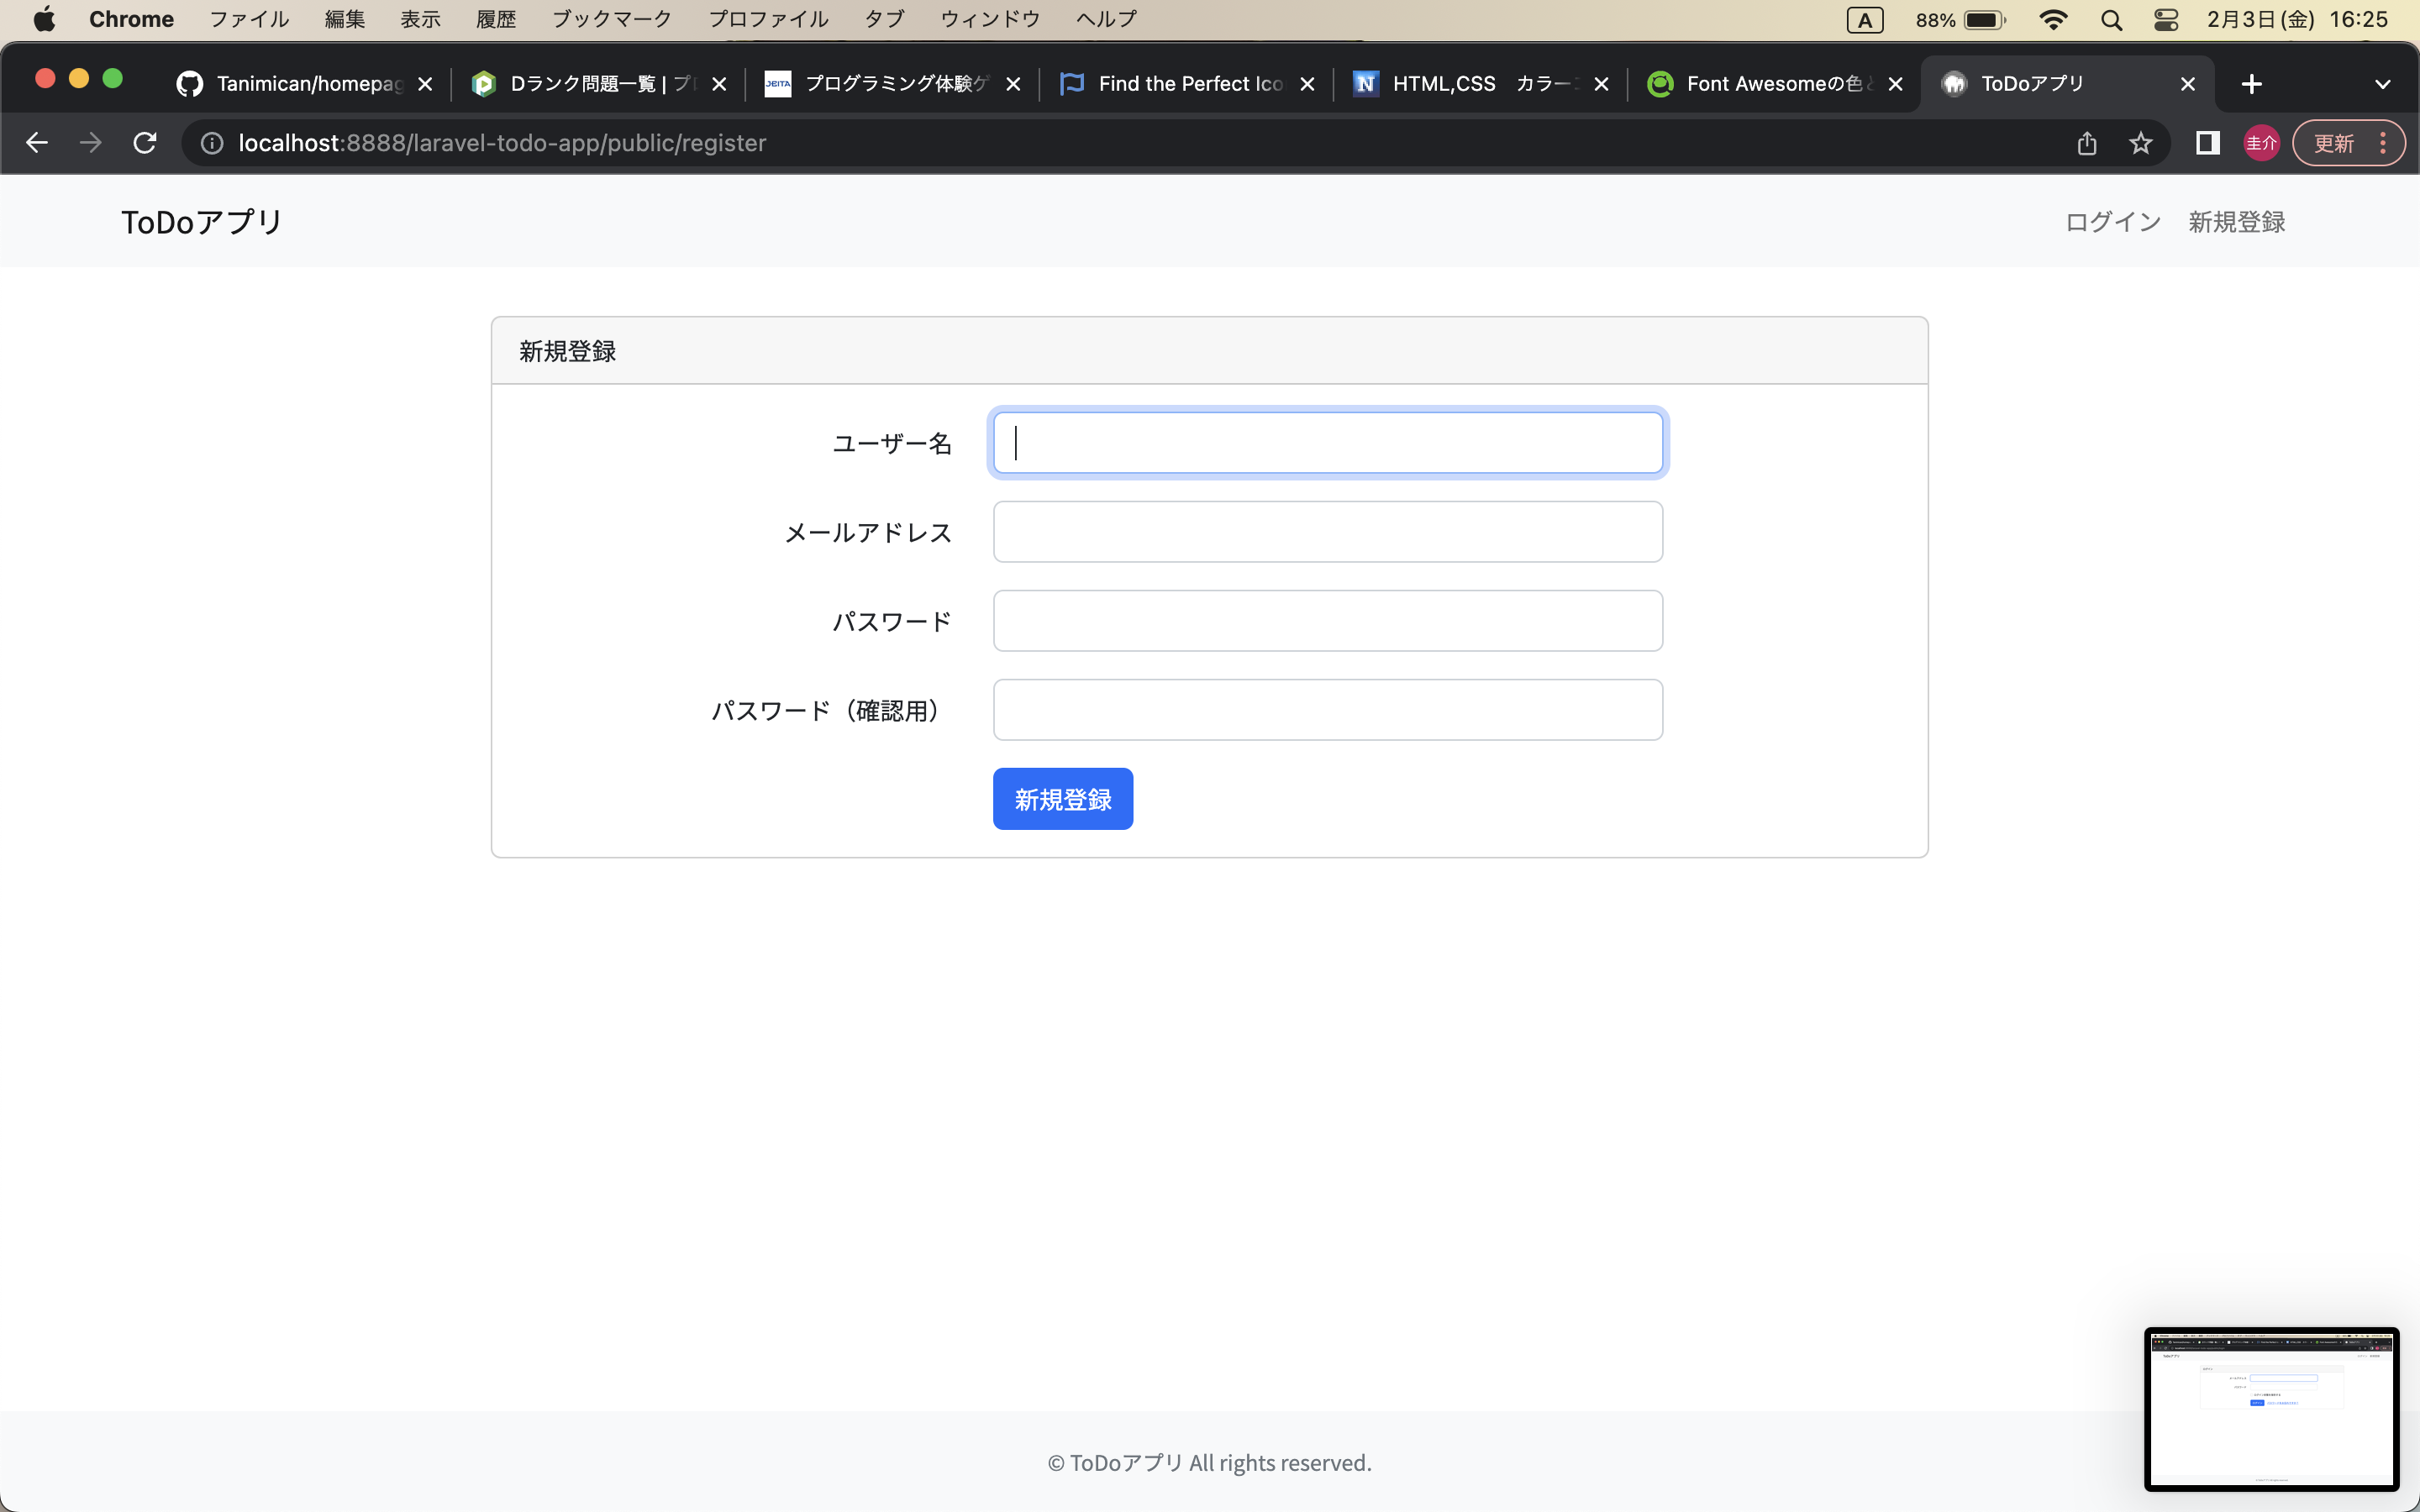 Chrome ファイル 編集 表示 履歴 ブックマーク プロファイル タブ ウィンドウ ヘルプ A 88% 2月3日(金) 16:25
Tanimican/homepag Dランク問題一覧 | プ JEITA プログラミング体験ゲ Find the Perfect Ico N HTML,CSS カラー Font Awesomeの色と ToDoアプリ
localhost:8888/laravel-todo-app/public/register 圭介 更新
ToDoアプリ ログイン 新規登録
新規登録
ユーザー名
メールアドレス
パスワード
パスワード（確認用）
新規登録
© ToDoアプリ All rights reserved.